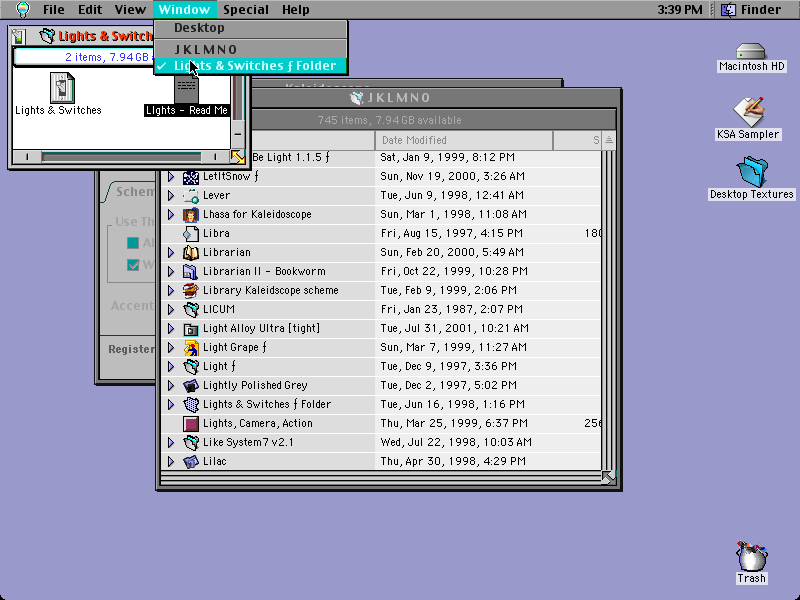 File Edit View Window Special Help 3:39 PM Finder
Desktop
JKLMNO
Lights & Switches ƒ Folder
Lights & Switch
2 items, 7.94 GB a
Lights & Switches
Lights - Read Me
Macintosh HD
KSA Sampler
Desktop Textures
Trash
JKLMNO
745 items, 7.94 GB available
Date Modified S
Be Light 1.1.5 ƒ Sat, Jan 9, 1999, 8:12 PM
LetItSnow ƒ Sun, Nov 19, 2000, 3:26 AM
Lever Tue, Jun 9, 1998, 12:41 AM
Lhasa for Kaleidoscope Sun, Mar 1, 1998, 11:08 AM
Libra Fri, Aug 15, 1997, 4:15 PM 180
Librarian Sun, Feb 20, 2000, 5:49 AM
Librarian II - Bookworm Fri, Oct 22, 1999, 10:28 PM
Library Kaleidscope scheme Tue, Feb 9, 1999, 2:06 PM
LICUM Fri, Jan 23, 1987, 2:07 PM
Light Alloy Ultra [tight] Tue, Jul 31, 2001, 10:21 AM
Light Grape ƒ Sun, Mar 7, 1999, 11:27 AM
Light ƒ Tue, Dec 9, 1997, 3:36 PM
Lightly Polished Grey Tue, Dec 2, 1997, 5:02 PM
Lights & Switches ƒ Folder Tue, Jun 16, 1998, 1:16 PM
Lights, Camera, Action Thu, Mar 25, 1999, 6:37 PM 256
Like System7 v2.1 Wed, Jul 22, 1998, 10:03 AM
Lilac Thu, Apr 30, 1998, 4:29 PM
Schem
Use Th
Accent
Register